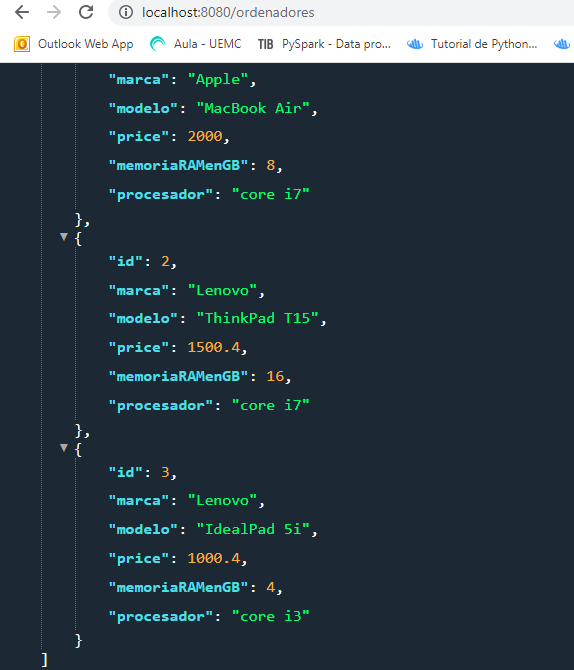 localhost:8080/ordenadores
Outlook Web App Aula - UEMC TIB PySpark - Data pro... Tutorial de Python...
"marca": "Apple",
"modelo": "MacBook Air",
"price": 2000,
"memoriaRAMenGB": 8,
"procesador": "core i7"
},
{
"id": 2,
"marca": "Lenovo",
"modelo": "ThinkPad T15",
"price": 1500.4,
"memoriaRAMenGB": 16,
"procesador": "core i7"
},
{
"id": 3,
"marca": "Lenovo",
"modelo": "IdealPad 5i",
"price": 1000.4,
"memoriaRAMenGB": 4,
"procesador": "core i3"
}
]